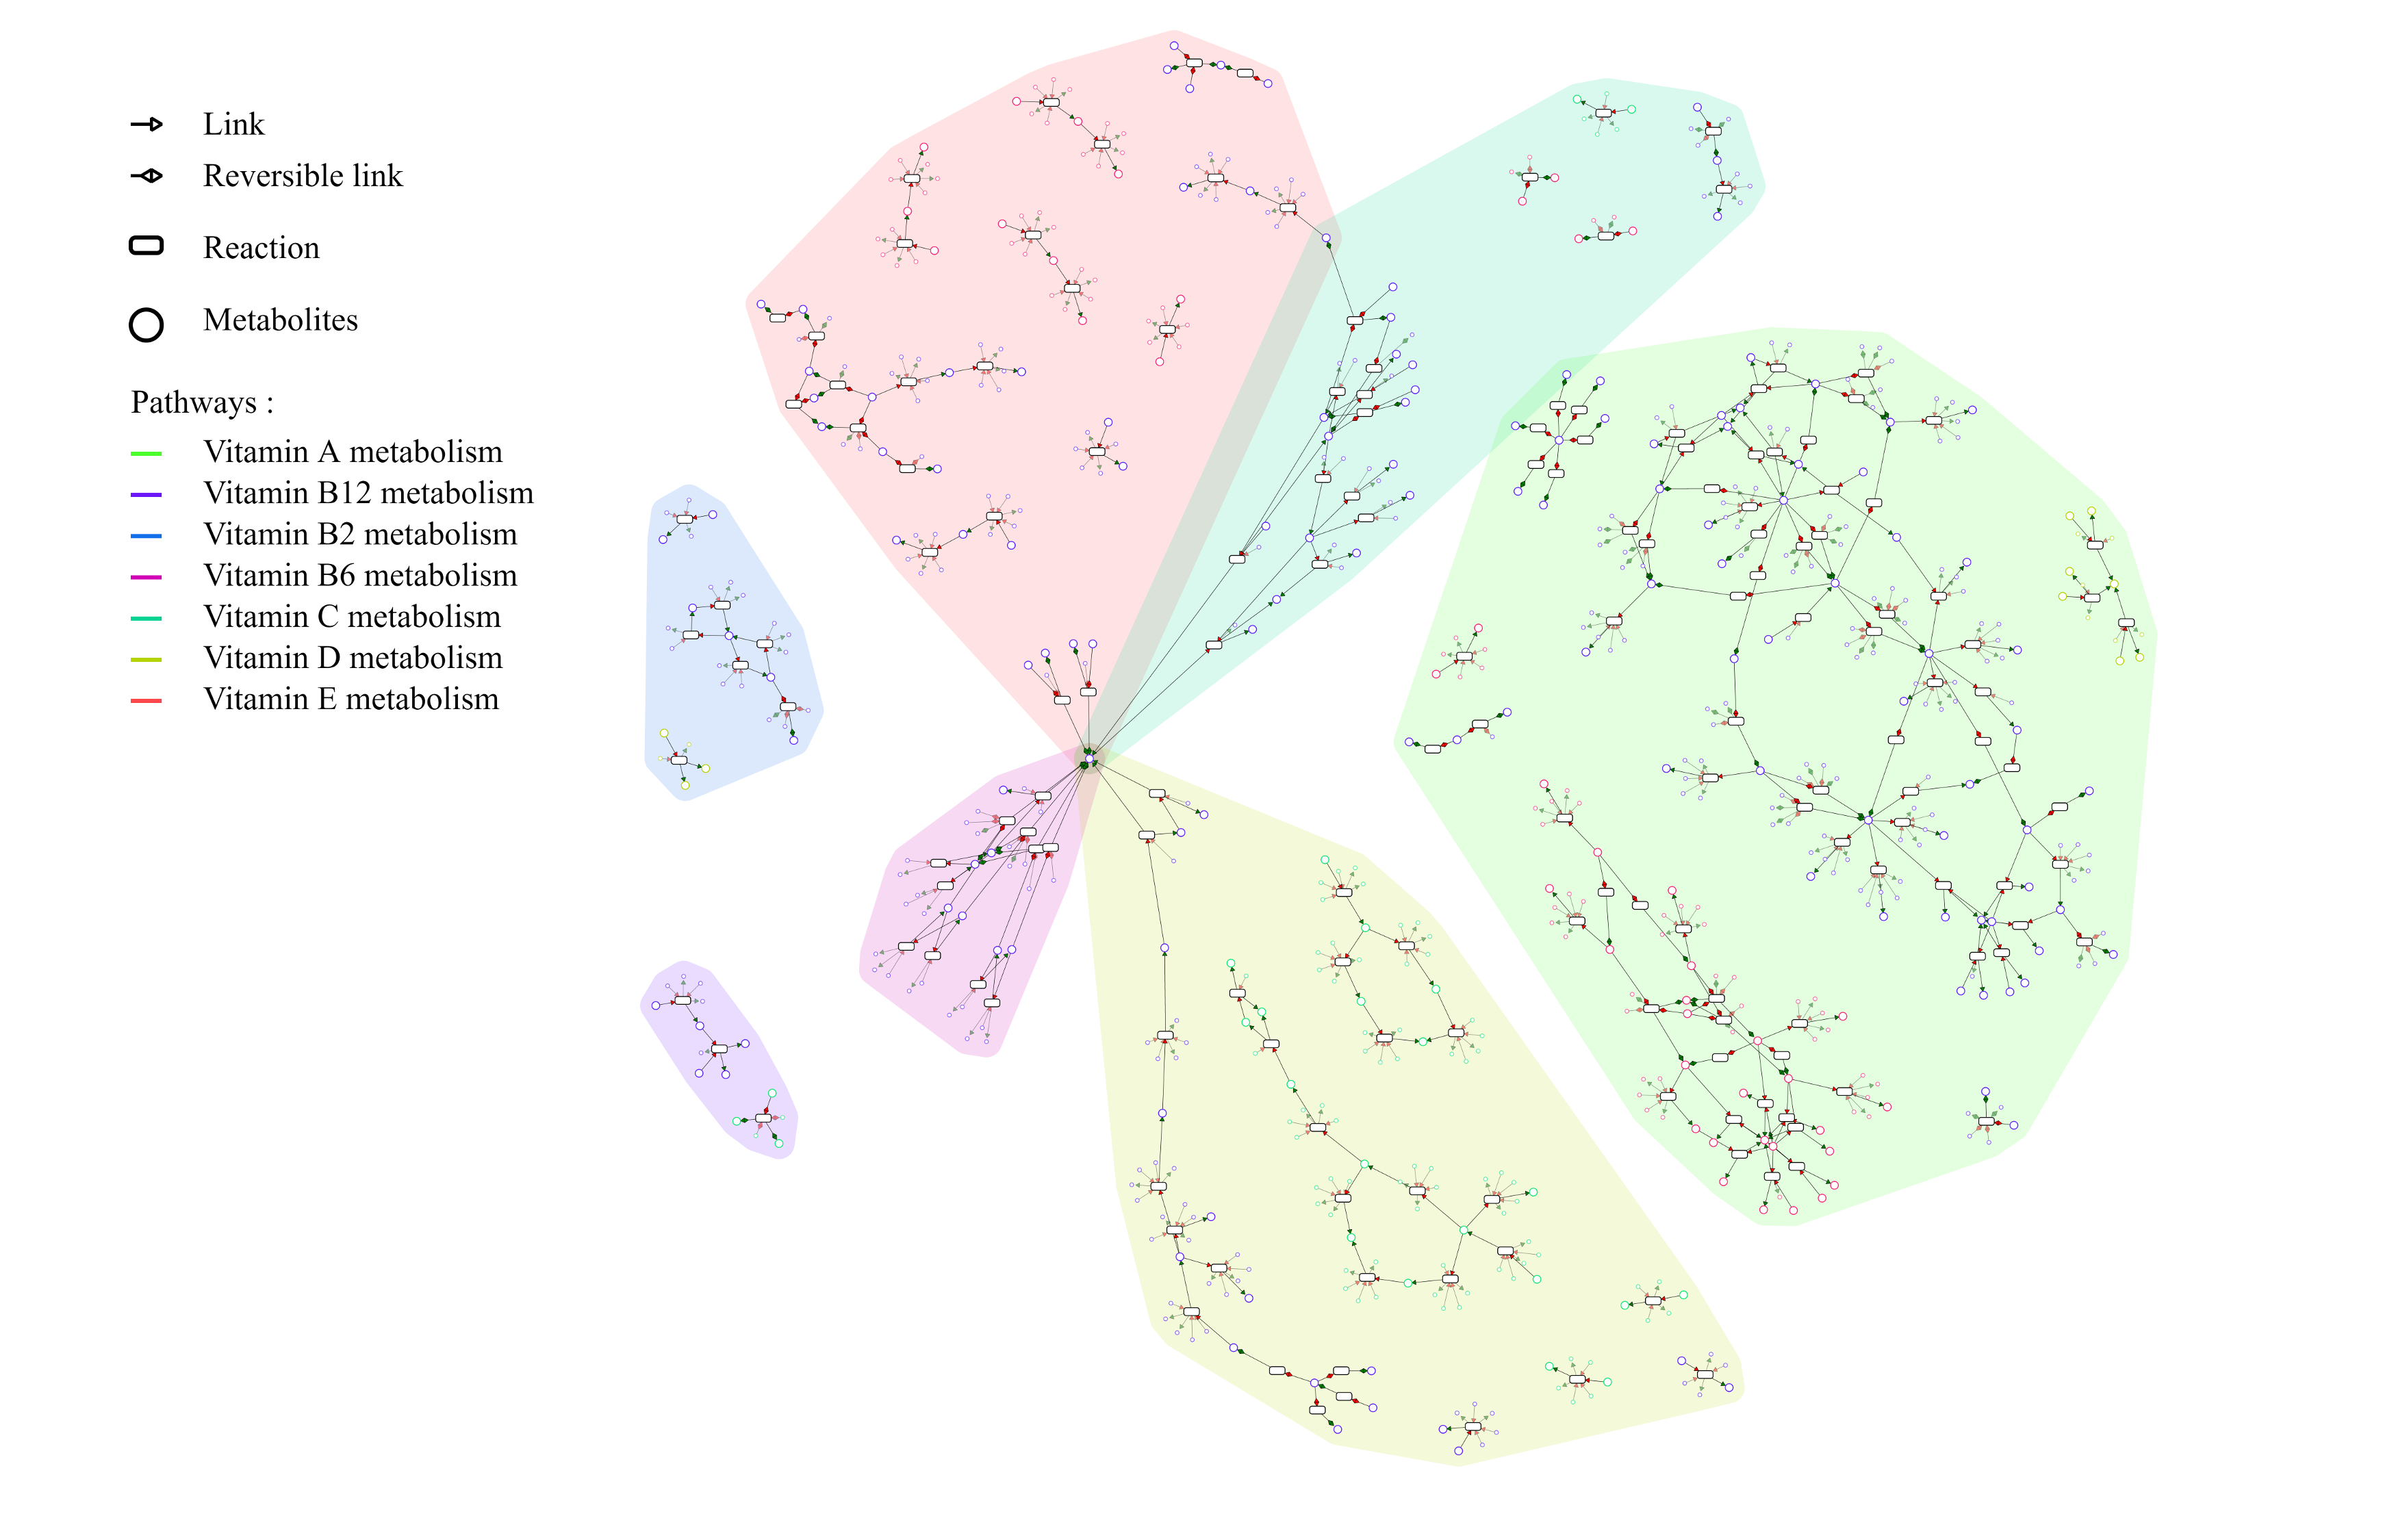 Link
Reversible link
Reaction
Metabolites
Pathways :
Vitamin A metabolism
Vitamin B12 metabolism
Vitamin B2 metabolism
Vitamin B6 metabolism
Vitamin C metabolism
Vitamin D metabolism
Vitamin E metabolism